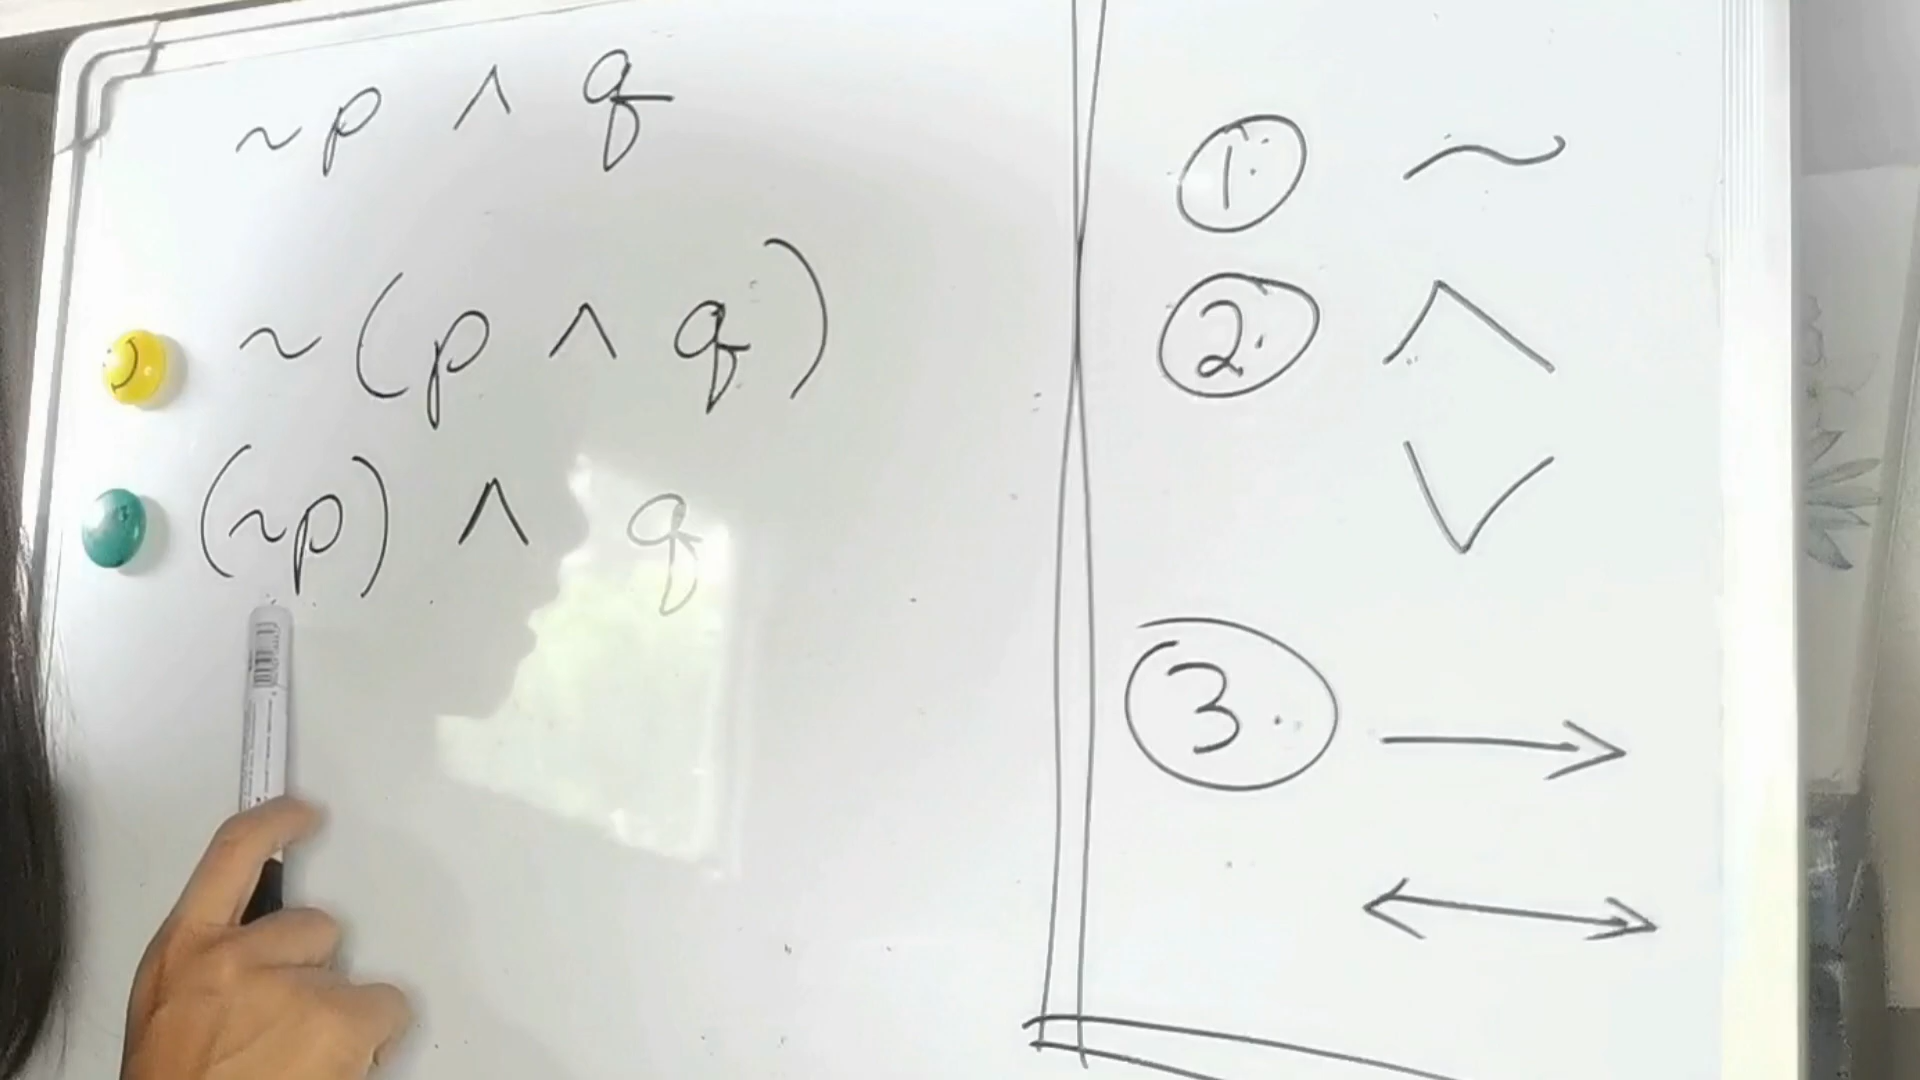 ~p ∧ q
~(p ∧ q)
(~p) ∧ q
1. ~
2. ∧
∨
3. →
↔